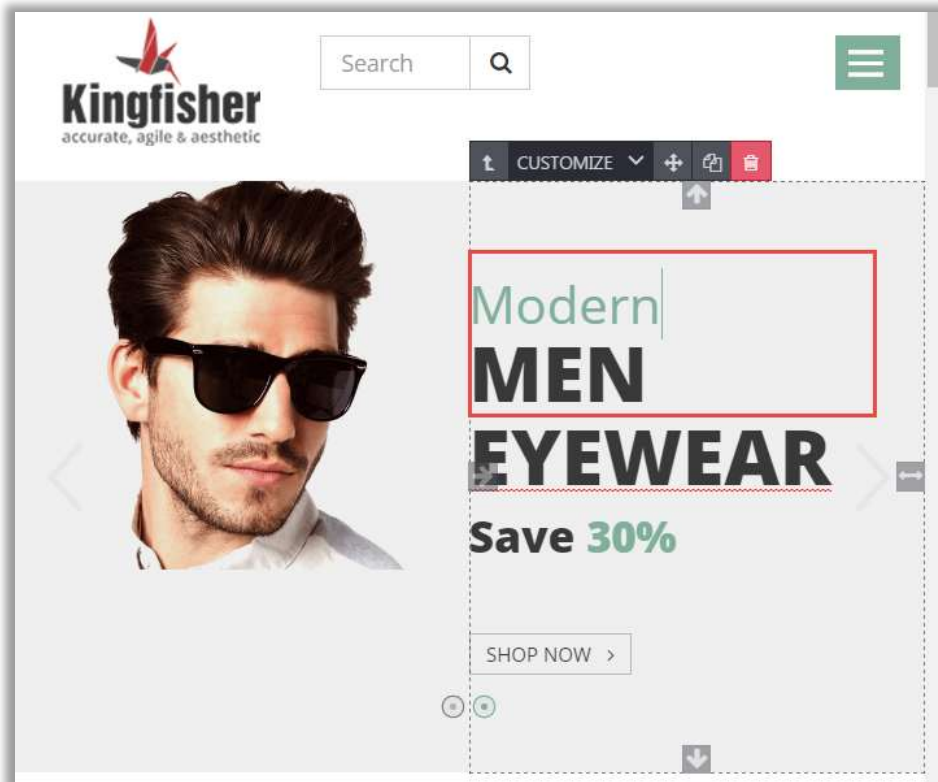 Kingfisher
accurate, agile & aesthetic
Search
CUSTOMIZE
Modern
MEN
EYEWEAR
Save 30%
SHOP NOW